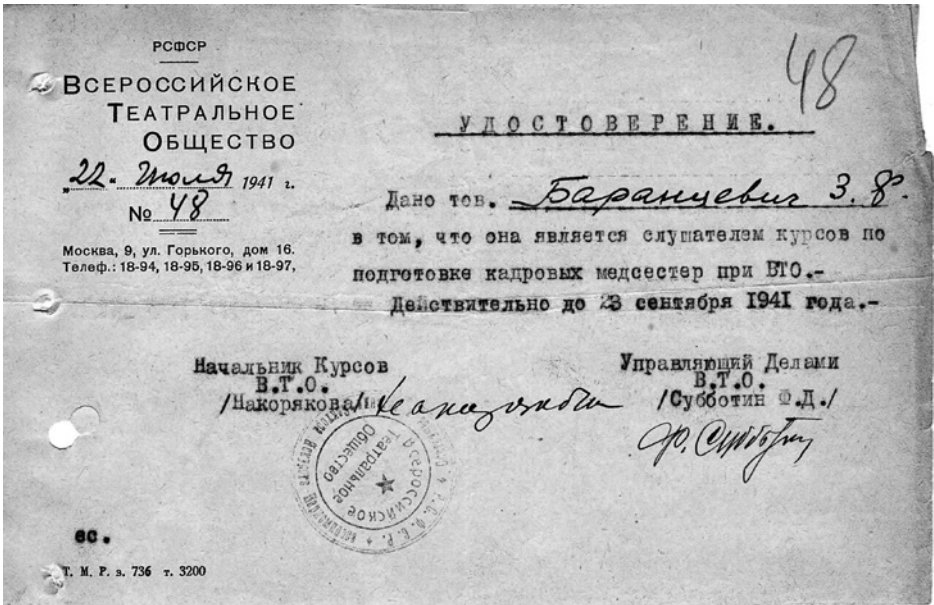 РСФСР
ВСЕРОССИЙСКОЕ
ТЕАТРАЛЬНОЕ
ОБЩЕСТВО
„22“ Июля 1941 г.
№ 48
Москва, 9, ул. Горького, дом 16.
Телеф.: 18-94, 18-95, 18-96 и 18-97,
48
УДОСТОВЕРЕНИЕ.
Дано тов. Баранцевич З. Ф.
в том, что она является слушателем курсов по
подготовке кадровых медсестер при ВТО.-
Действительно до 23 сентября 1941 года.-
Начальник Курсов
В.Т.О.
/Накорякова/
Управляющий Делами
В.Т.О.
/Субботин Ф.Д./
Ф. Субботин
Всероссийское
Театральное
Общество
Р.С.Ф.С.Р.
ес.
Т. М. Р. з. 736 т. 3200